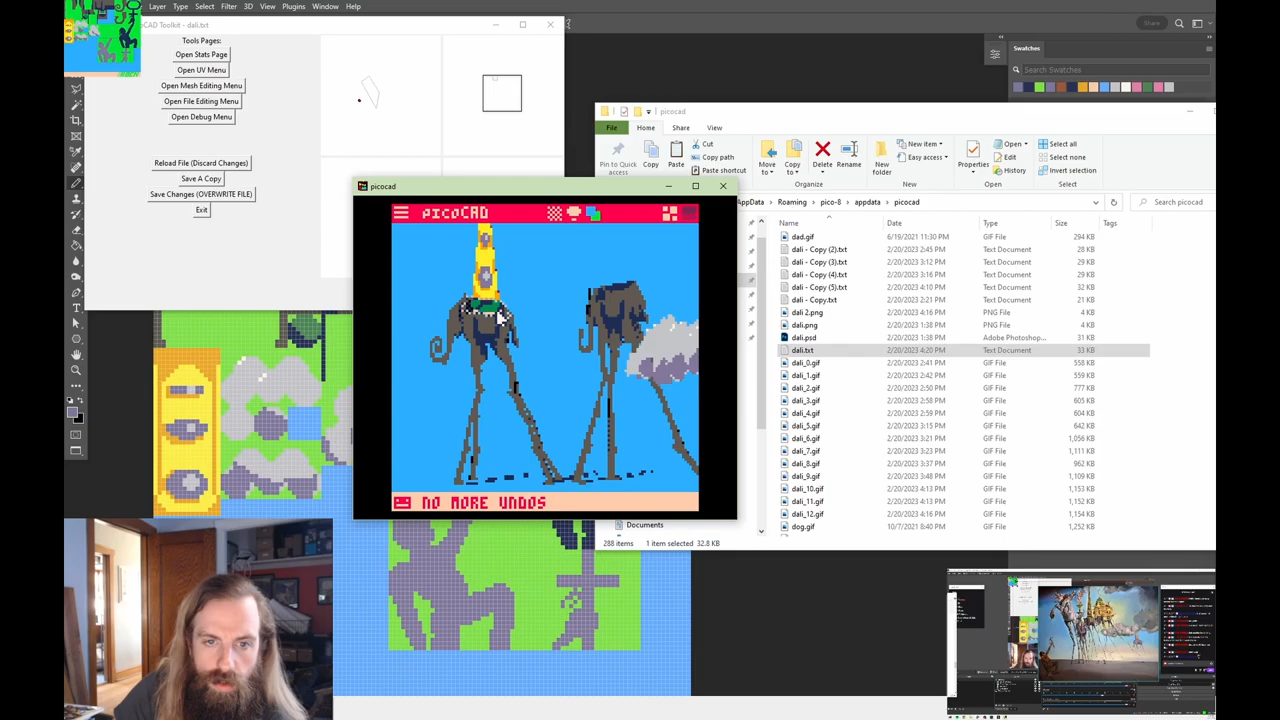 Layer Type Select Filter 3D View Plugins Window Help
Share
oCAD Toolkit - dali.txt
Tools Pages:
Open Stats Page
Open UV Menu
Open Mesh Editing Menu
Open File Editing Menu
Open Debug Menu
Reload File (Discard Changes)
Save A Copy
Save Changes (OVERWRITE FILE)
Exit
Swatches
Search Swatches
picocad
File Home Share View
Pin to Quick access
Copy
Paste
Cut
Copy path
Paste shortcut
Move to
Copy to
Delete
Rename
New folder
New item
Easy access
Properties
Open
Edit
History
Select all
Select none
Invert selection
Organize
New
Open
Select
AppData Roaming pico-8 appdata picocad
Search picocad
Name Date Type Size Tags
dad.gif 6/19/2021 11:30 PM GIF File 294 KB
dali - Copy (2).txt 2/20/2023 2:45 PM Text Document 28 KB
dali - Copy (3).txt 2/20/2023 3:12 PM Text Document 29 KB
dali - Copy (4).txt 2/20/2023 3:16 PM Text Document 29 KB
dali - Copy (5).txt 2/20/2023 4:10 PM Text Document 32 KB
dali - Copy.txt 2/20/2023 2:21 PM Text Document 21 KB
dali 2.png 2/20/2023 4:16 PM PNG File 4 KB
dali.png 2/20/2023 1:38 PM PNG File 4 KB
dali.psd 2/20/2023 1:38 PM Adobe Photoshop... 31 KB
dali.txt 2/20/2023 4:20 PM Text Document 33 KB
dali_0.gif 2/20/2023 2:41 PM GIF File 558 KB
dali_1.gif 2/20/2023 2:42 PM GIF File 559 KB
dali_2.gif 2/20/2023 2:50 PM GIF File 777 KB
dali_3.gif 2/20/2023 2:58 PM GIF File 605 KB
dali_4.gif 2/20/2023 2:59 PM GIF File 604 KB
dali_5.gif 2/20/2023 3:15 PM GIF File 642 KB
dali_6.gif 2/20/2023 3:21 PM GIF File 1,056 KB
dali_7.gif 2/20/2023 3:21 PM GIF File 1,111 KB
dali_8.gif 2/20/2023 3:37 PM GIF File 962 KB
dali_9.gif 2/20/2023 3:48 PM GIF File 1,109 KB
dali_10.gif 2/20/2023 4:13 PM GIF File 1,153 KB
dali_11.gif 2/20/2023 4:13 PM GIF File 1,152 KB
dali_12.gif 2/20/2023 4:13 PM GIF File 1,154 KB
dog.gif 10/7/2021 8:40 PM GIF File 1,252 KB
Documents
288 items 1 item selected 32.8 KB
picocad
PICOCAD
NO MORE UNDOS